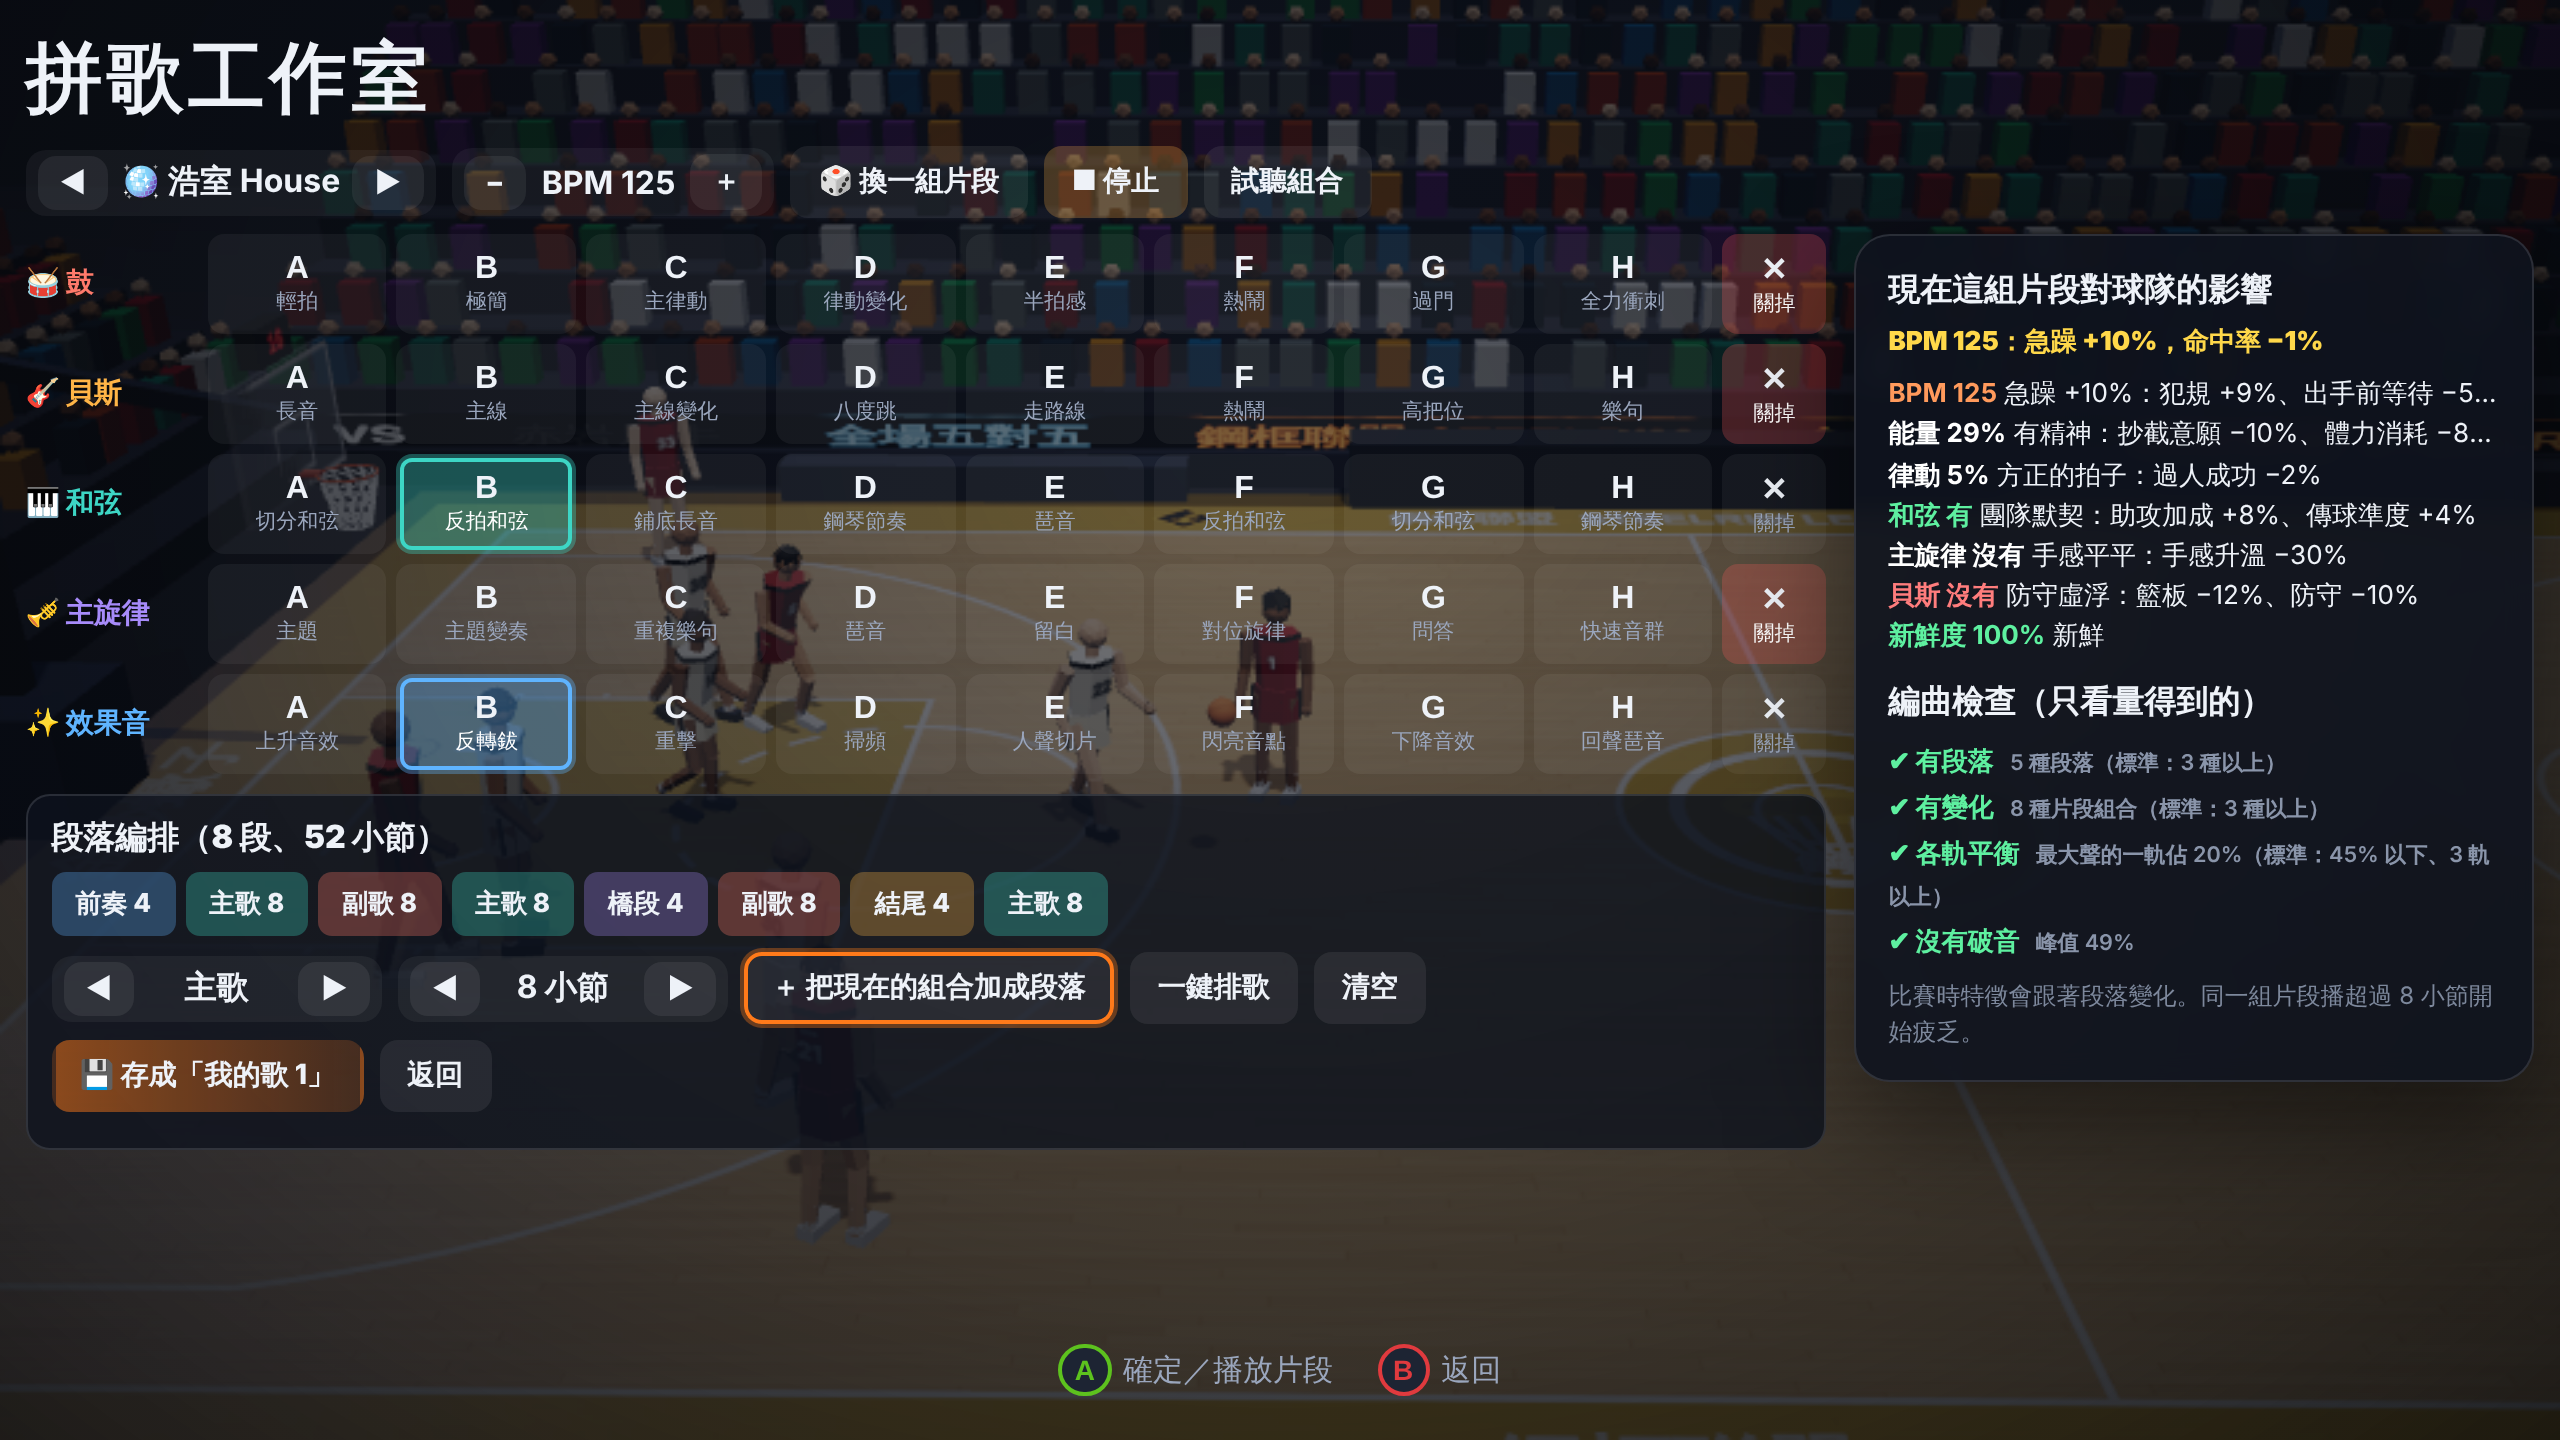 拼歌工作室
◀ 🪩 浩室 House ▶ − BPM 125 + 🎲 換一組片段 ■ 停止 試聽組合
🥁 鼓 A 輕拍 B 極簡 C 主律動 D 律動變化 E 半拍感 F 熱鬧 G 過門 H 全力衝刺 ✕ 關掉
🎸 貝斯 A 長音 B 主線 C 主線變化 D 八度跳 E 走路線 F 熱鬧 G 高把位 H 樂句 ✕ 關掉
VS 全場五對五
🎹 和弦 A 切分和弦 B 反拍和弦 C 鋪底長音 D 鋼琴節奏 E 琶音 F 反拍和弦 G 切分和弦 H 鋼琴節奏 ✕ 關掉
🎺 主旋律 A 主題 B 主題變奏 C 重複樂句 D 琶音 E 留白 F 對位旋律 G 問答 H 快速音群 ✕ 關掉
✨ 效果音 A 上升音效 B 反轉鈸 C 重擊 D 掃頻 E 人聲切片 F 閃亮音點 G 下降音效 H 回聲琶音 ✕ 關掉
段落編排（8 段、52 小節）
前奏 4 主歌 8 副歌 8 主歌 8 橋段 4 副歌 8 結尾 4 主歌 8
◀ 主歌 ▶ ◀ 8 小節 ▶ + 把現在的組合加成段落 一鍵排歌 清空
💾 存成「我的歌 1」 返回
現在這組片段對球隊的影響
BPM 125：急躁 +10%，命中率 −1%
BPM 125 急躁 +10%：犯規 +9%、出手前等待 −5…
能量 29% 有精神：抄截意願 −10%、體力消耗 −8…
律動 5% 方正的拍子：過人成功 −2%
和弦 有 團隊默契：助攻加成 +8%、傳球準度 +4%
主旋律 沒有 手感平平：手感升溫 −30%
貝斯 沒有 防守虛浮：籃板 −12%、防守 −10%
新鮮度 100% 新鮮
編曲檢查（只看量得到的）
✔ 有段落 5 種段落（標準：3 種以上）
✔ 有變化 8 種片段組合（標準：3 種以上）
✔ 各軌平衡 最大聲的一軌佔 20%（標準：45% 以下、3 軌
以上）
✔ 沒有破音 峰值 49%
比賽時特徵會跟著段落變化。同一組片段播超過 8 小節開
始疲乏。
A 確定／播放片段 B 返回